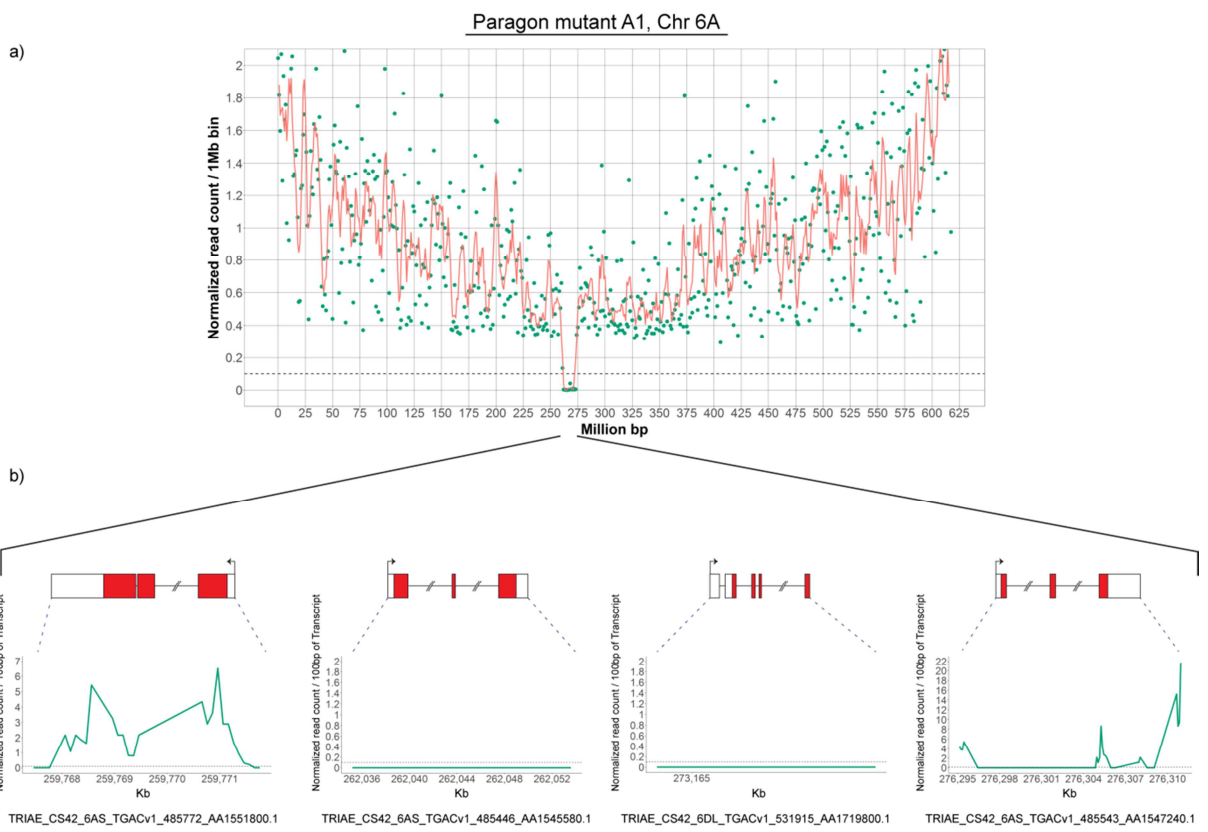 Paragon mutant A1, Chr 6A
a)
Normalized read count / 1Mb bin
2
1.8
1.6
1.4
1.2
1
0.8
0.6
0.4
0.2
0
0 25 50 75 100 125 150 175 200 225 250 275 300 325 350 375 400 425 450 475 500 525 550 575 600 625
Million bp
b)
Normalized read count / 100bp of Transcript
7
6
5
4
3
2
1
0
259,768 259,769 259,770 259,771
Kb
TRIAE_CS42_6AS_TGACv1_485772_AA1551800.1
Normalized read count / 100bp of Transcript
2
1.8
1.6
1.4
1.2
1
0.8
0.6
0.4
0.2
0
262,036 262,040 262,044 262,048 262,052
Kb
TRIAE_CS42_6AS_TGACv1_485446_AA1545580.1
Normalized read count / 100bp of Transcript
2
1.8
1.6
1.4
1.2
1
0.8
0.6
0.4
0.2
0
273,165
Kb
TRIAE_CS42_6DL_TGACv1_531915_AA1719800.1
Normalized read count / 100bp of Transcript
22
20
18
16
14
12
10
8
6
4
2
0
276,295 276,298 276,301 276,304 276,307 276,310
Kb
TRIAE_CS42_6AS_TGACv1_485543_AA1547240.1